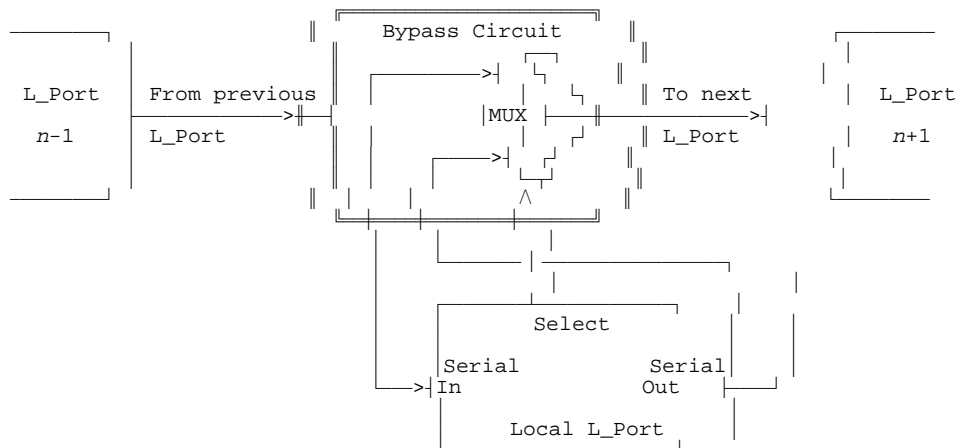 Bypass Circuit
L_Port From previous To next L_Port
MUX
n-1 L_Port L_Port n+1
Select
Serial Serial
In Out
Local L_Port